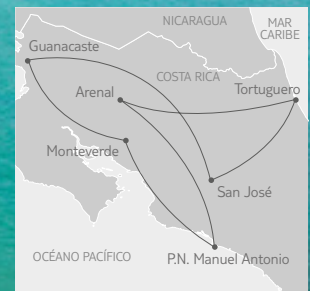 NICARAGUA
MAR
CARIBE
Guanacaste
COSTA RICA
Arenal
Tortuguero
Monteverde
San José
OCÉANO PACÍFICO
P.N. Manuel Antonio